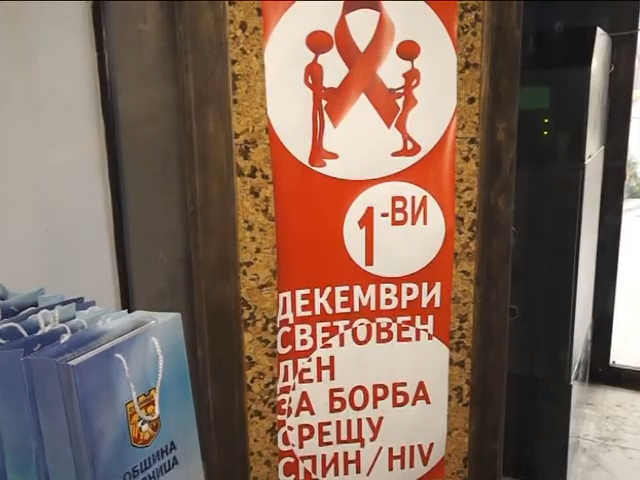 1-ВИ
ДЕКЕМВРИ
СВЕТОВЕН
ДЕН
ЗА БОРБА
СРЕЩУ
СПИН/HIV
ОБЩИНА